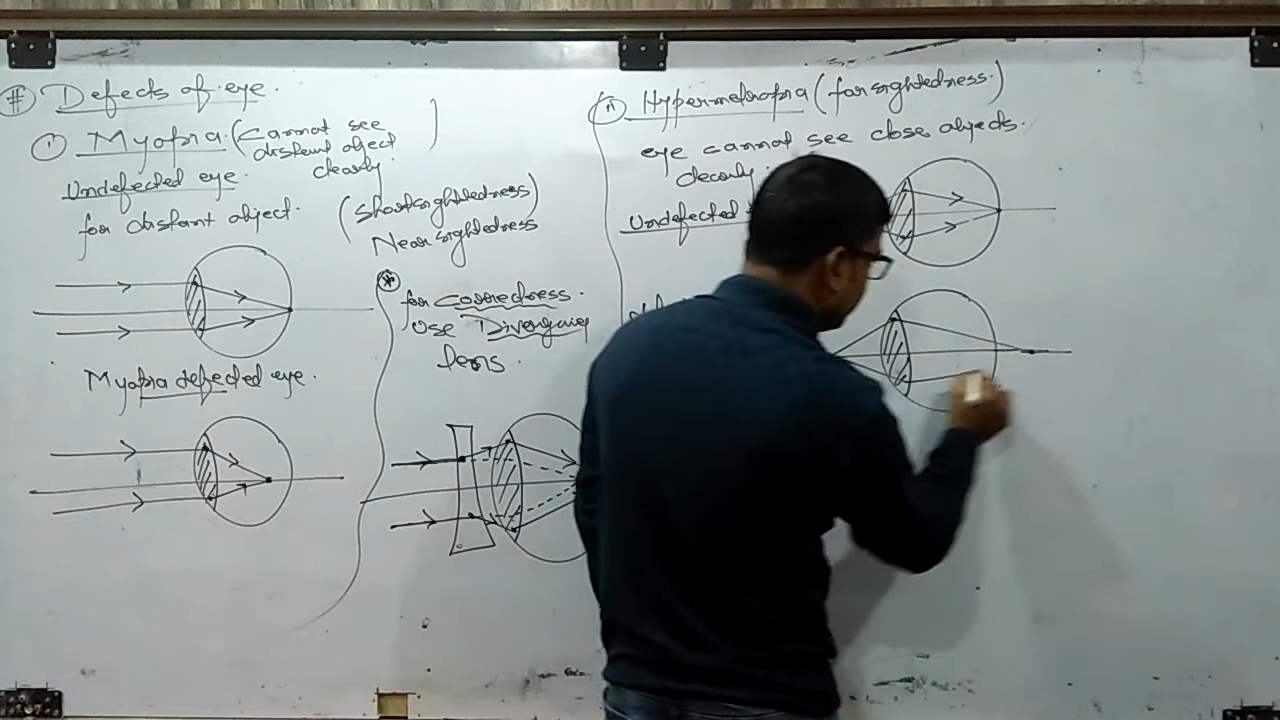 # Defects of eye.
(i) Myopia. (cannot see
distant object
clearly. )
Undefected eye.
for distant object.
(Shortsightedness)
Near sightedness
Myopia defected eye.
* for correctness.
use Diverging
lens.
(ii) Hypermetropia (farsightedness.)
eye cannot see close objects.
clearly.
Undefected